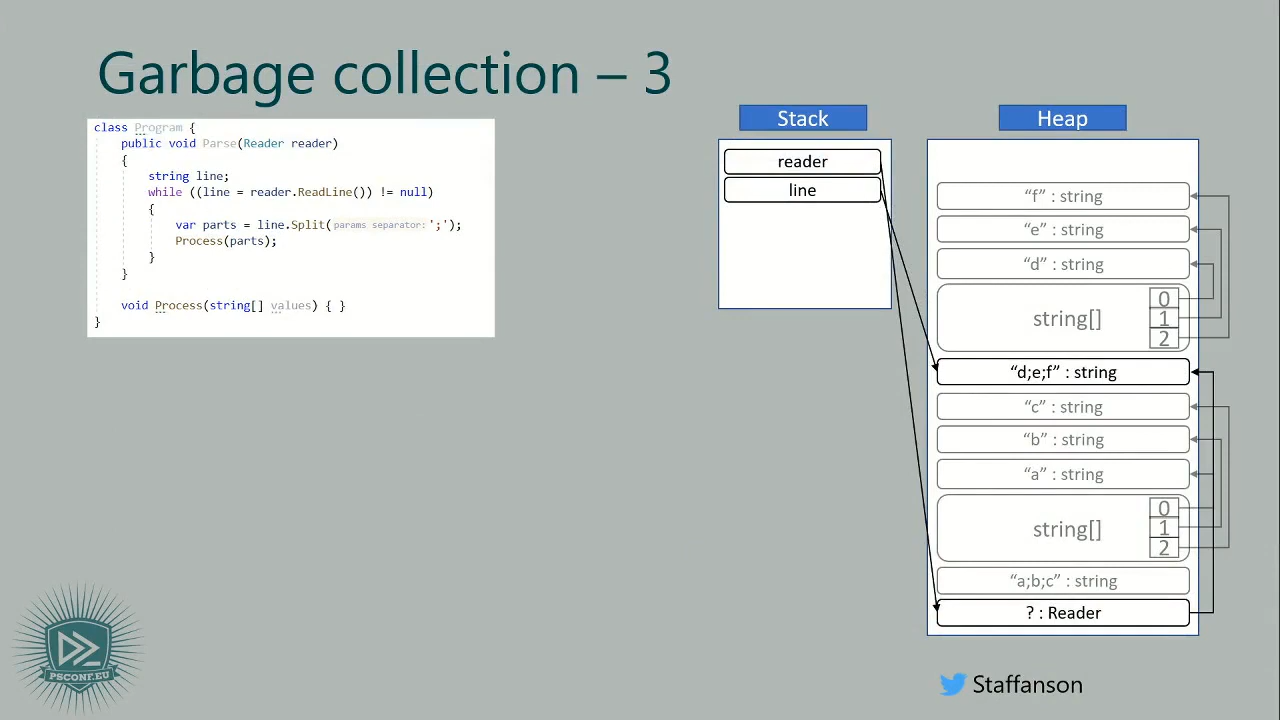 Garbage collection – 3
class Program {
public void Parse(Reader reader)
{
string line;
while ((line = reader.ReadLine()) != null)
{
var parts = line.Split(params separator: ';');
Process(parts);
}
}
void Process(string[] values) { }
}
Stack
reader
line
Heap
“f” : string
“e” : string
“d” : string
string[]
0
1
2
“d;e;f” : string
“c” : string
“b” : string
“a” : string
string[]
0
1
2
“a;b;c” : string
? : Reader
PSCONF.EU
Staffanson